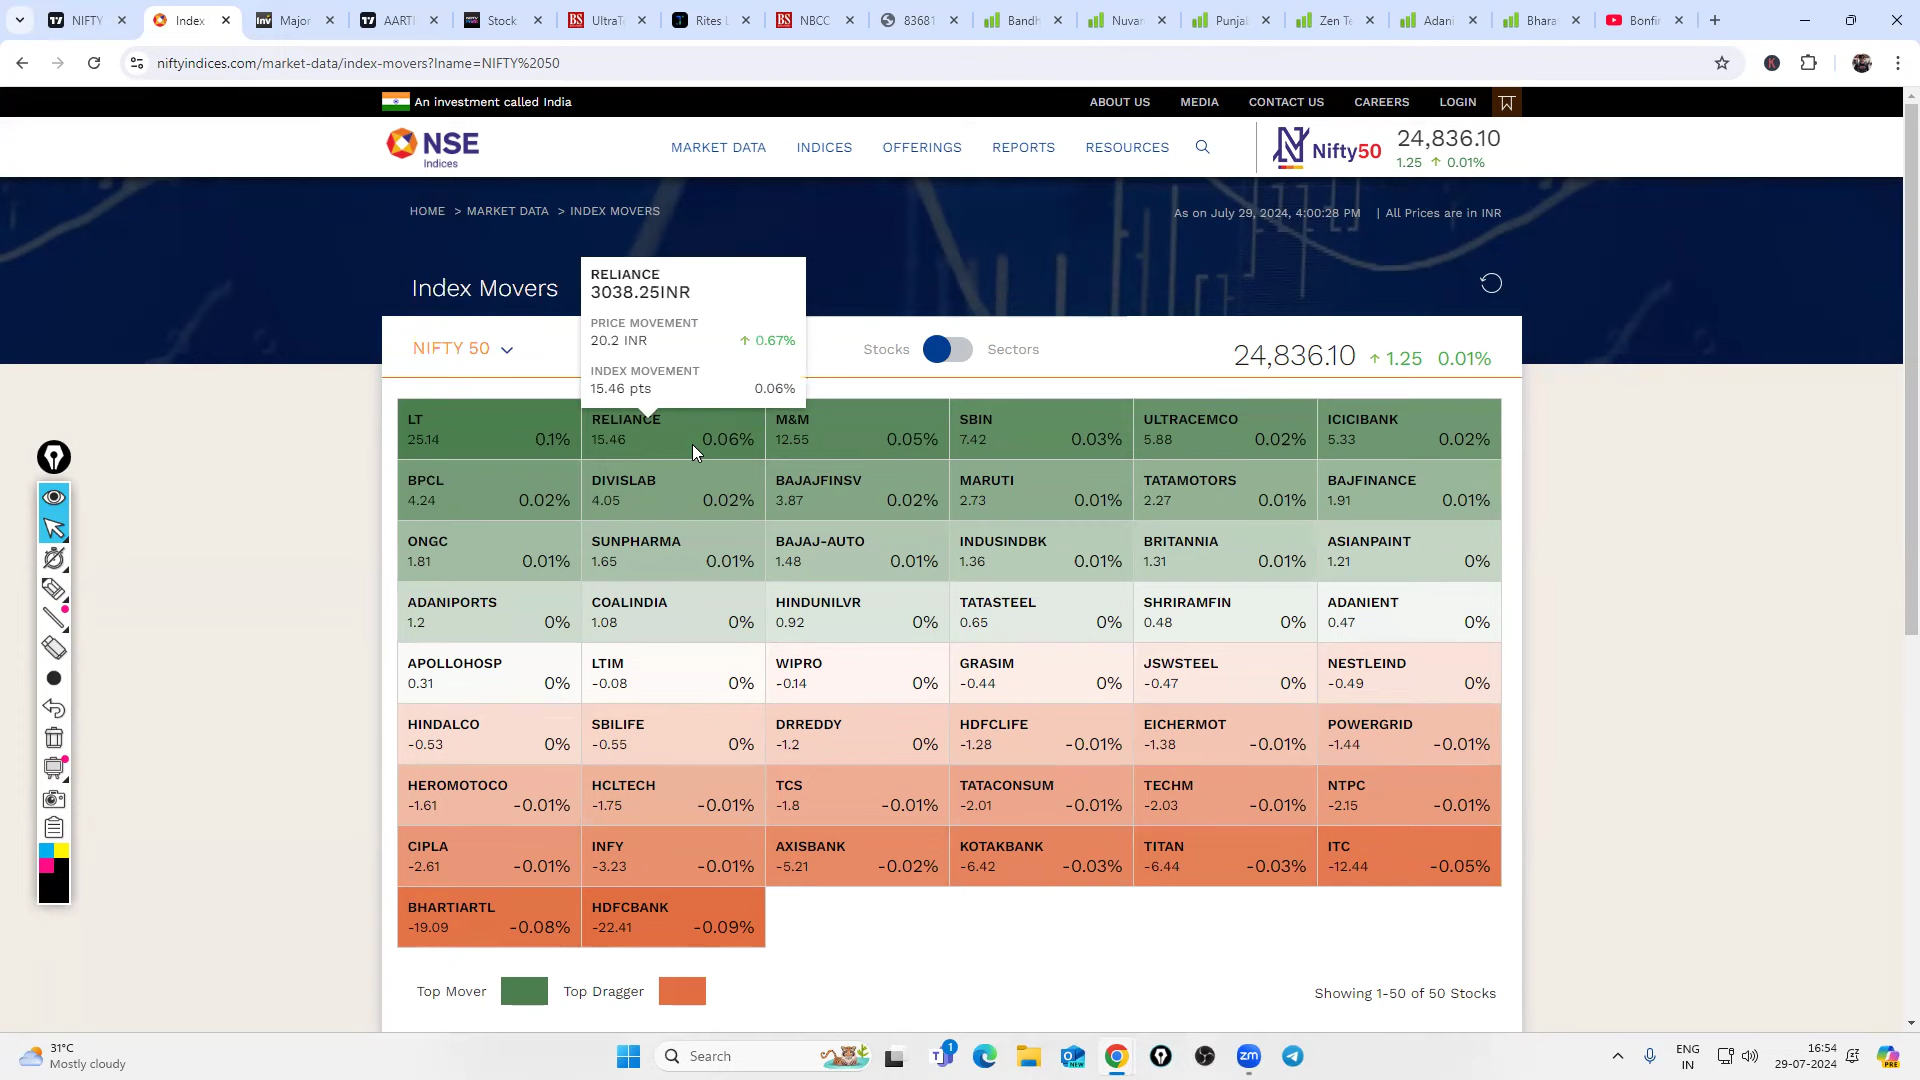 NIFTY
Index
Major
AARTI
Stock
UltraT
Rites L
NBCC
83681
Bandh
Nuvam
Punja
Zen Te
Adani
Bhara
Bonfir
niftyindices.com/market-data/index-movers?Iname=NIFTY%2050
An investment called India
ABOUT US
MEDIA
CONTACT US
CAREERS
LOGIN
NSE
Indices
MARKET DATA
INDICES
OFFERINGS
REPORTS
RESOURCES
Nifty50
24,836.10
1.25 ↑ 0.01%
HOME > MARKET DATA > INDEX MOVERS
As on July 29, 2024, 4:00:28 PM | All Prices are in INR
Index Movers
RELIANCE
3038.25INR
PRICE MOVEMENT
20.2 INR ↑ 0.67%
INDEX MOVEMENT
15.46 pts 0.06%
NIFTY 50
Stocks
Sectors
24,836.10 ↑ 1.25 0.01%
LT
25.14 0.1%
RELIANCE
15.46 0.06%
M&M
12.55 0.05%
SBIN
7.42 0.03%
ULTRACEMCO
5.88 0.02%
ICICIBANK
5.33 0.02%
BPCL
4.24 0.02%
DIVISLAB
4.05 0.02%
BAJAJFINSV
3.87 0.02%
MARUTI
2.73 0.01%
TATAMOTORS
2.27 0.01%
BAJFINANCE
1.91 0.01%
ONGC
1.81 0.01%
SUNPHARMA
1.65 0.01%
BAJAJ-AUTO
1.48 0.01%
INDUSINDBK
1.36 0.01%
BRITANNIA
1.31 0.01%
ASIANPAINT
1.21 0%
ADANIPORTS
1.2 0%
COALINDIA
1.08 0%
HINDUNILVR
0.92 0%
TATASTEEL
0.65 0%
SHRIRAMFIN
0.48 0%
ADANIENT
0.47 0%
APOLLOHOSP
0.31 0%
LTIM
-0.08 0%
WIPRO
-0.14 0%
GRASIM
-0.44 0%
JSWSTEEL
-0.47 0%
NESTLEIND
-0.49 0%
HINDALCO
-0.53 0%
SBILIFE
-0.55 0%
DRREDDY
-1.2 0%
HDFCLIFE
-1.28 -0.01%
EICHERMOT
-1.38 -0.01%
POWERGRID
-1.44 -0.01%
HEROMOTOCO
-1.61 -0.01%
HCLTECH
-1.75 -0.01%
TCS
-1.8 -0.01%
TATACONSUM
-2.01 -0.01%
TECHM
-2.03 -0.01%
NTPC
-2.15 -0.01%
CIPLA
-2.61 -0.01%
INFY
-3.23 -0.01%
AXISBANK
-5.21 -0.02%
KOTAKBANK
-6.42 -0.03%
TITAN
-6.44 -0.03%
ITC
-12.44 -0.05%
BHARTIARTL
-19.09 -0.08%
HDFCBANK
-22.41 -0.09%
Top Mover
Top Dragger
Showing 1-50 of 50 Stocks
31°C
Mostly cloudy
Search
ENG
IN
16:54
29-07-2024